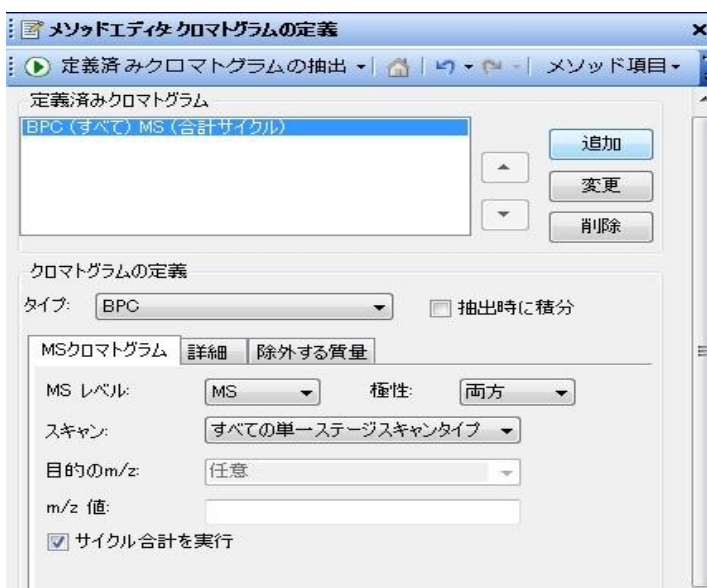 メソッドエディタ: クロマトグラムの定義
定義済みクロマトグラムの抽出
メソッド項目
定義済みクロマトグラム
BPC (すべて) MS (合計サイクル)
追加
変更
削除
クロマトグラムの定義
タイプ: BPC
抽出時に積分
MSクロマトグラム 詳細 除外する質量
MS レベル: MS 極性: 両方
スキャン: すべての単一ステージスキャンタイプ
目的のm/z: 任意
m/z 値:
サイクル合計を実行